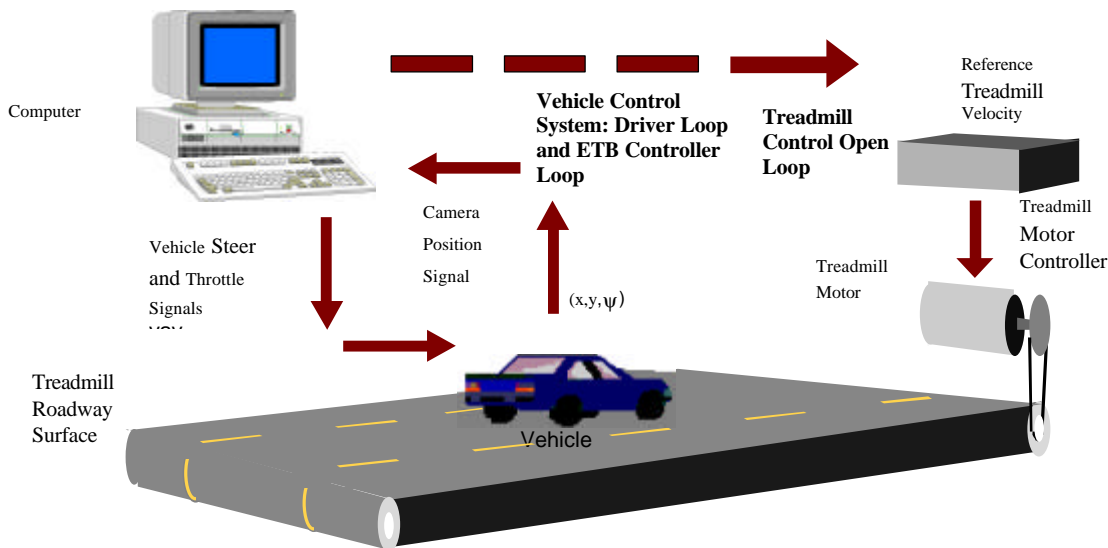 Computer
Vehicle Control
System: Driver Loop
and ETB Controller
Loop
Treadmill
Control Open
Loop
Reference
Treadmill
Velocity
Camera
Position
Signal
Vehicle Steer
and Throttle
Signals
(x,y,ψ)
Treadmill
Motor
Controller
Treadmill
Motor
Treadmill
Roadway
Surface
Vehicle